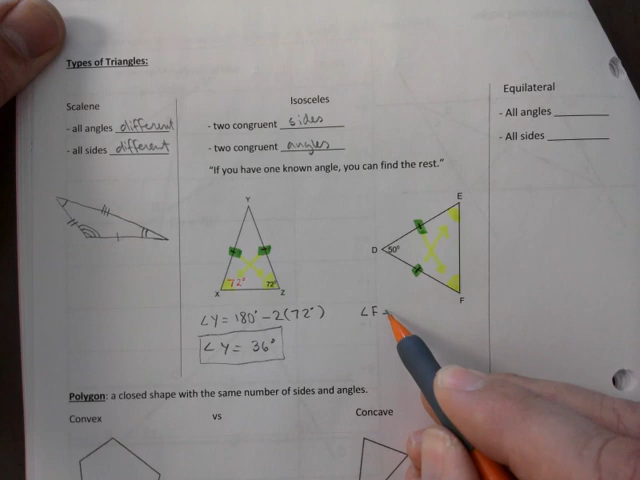 Types of Triangles:
Scalene
- all angles different
- all sides different
Isosceles
- two congruent sides
- two congruent angles
"If you have one known angle, you can find the rest."
Equilateral
- All angles
- All sides
Y
72°
72°
X
Z
∠Y = 180° - 2(72°)
∠Y = 36°
E
D
50°
F
∠F
Polygon: a closed shape with the same number of sides and angles.
Convex
vs
Concave